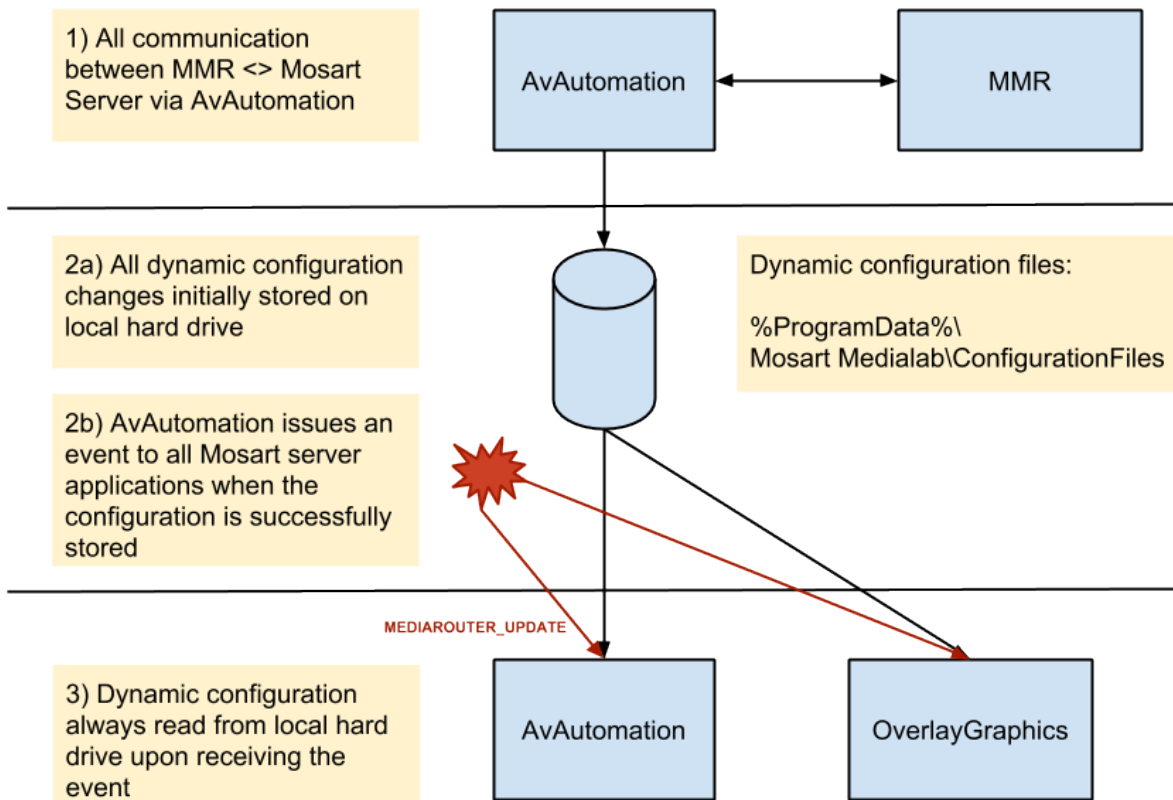 1) All communication
between MMR <> Mosart
Server via AvAutomation
AvAutomation
MMR
2a) All dynamic configuration
changes initially stored on
local hard drive
Dynamic configuration files:
%ProgramData%\
Mosart Medialab\ConfigurationFiles
2b) AvAutomation issues an
event to all Mosart server
applications when the
configuration is successfully
stored
MEDIAROUTER_UPDATE
3) Dynamic configuration
always read from local hard
drive upon receiving the
event
AvAutomation
OverlayGraphics